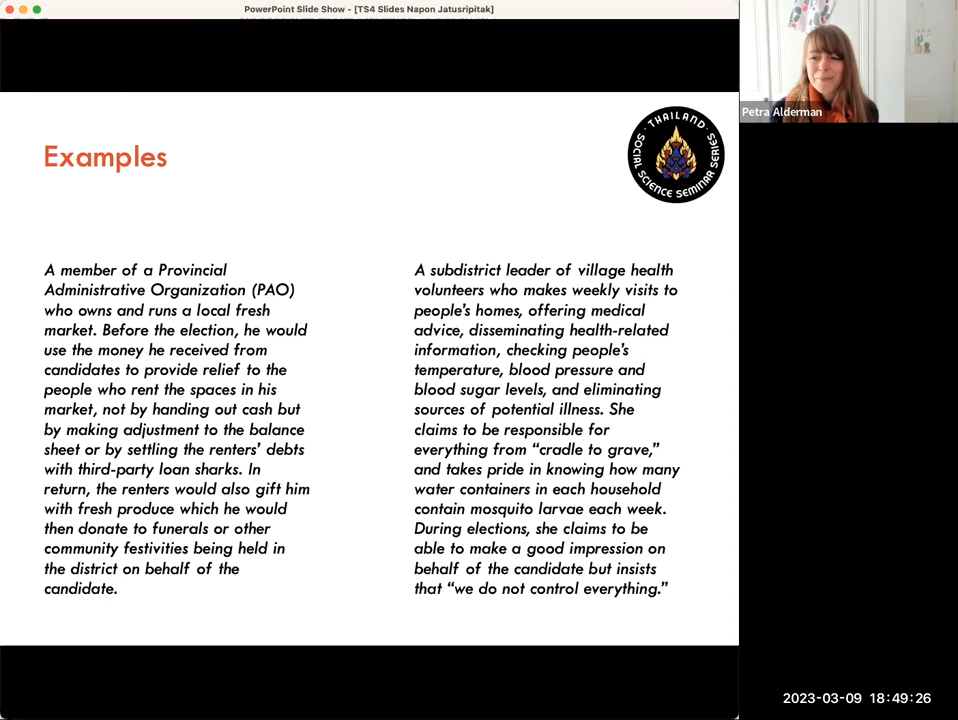 PowerPoint Slide Show - [TS4 Slides Napon Jatusripitak]
Petra Alderman
Examples
· THAILAND ·
SOCIAL SCIENCE SEMINAR SERIES
A member of a Provincial
Administrative Organization (PAO)
who owns and runs a local fresh
market. Before the election, he would
use the money he received from
candidates to provide relief to the
people who rent the spaces in his
market, not by handing out cash but
by making adjustment to the balance
sheet or by settling the renters’ debts
with third-party loan sharks. In
return, the renters would also gift him
with fresh produce which he would
then donate to funerals or other
community festivities being held in
the district on behalf of the
candidate.
A subdistrict leader of village health
volunteers who makes weekly visits to
people’s homes, offering medical
advice, disseminating health-related
information, checking people’s
temperature, blood pressure and
blood sugar levels, and eliminating
sources of potential illness. She
claims to be responsible for
everything from “cradle to grave,”
and takes pride in knowing how many
water containers in each household
contain mosquito larvae each week.
During elections, she claims to be
able to make a good impression on
behalf of the candidate but insists
that “we do not control everything.”
2023-03-09 18:49:26